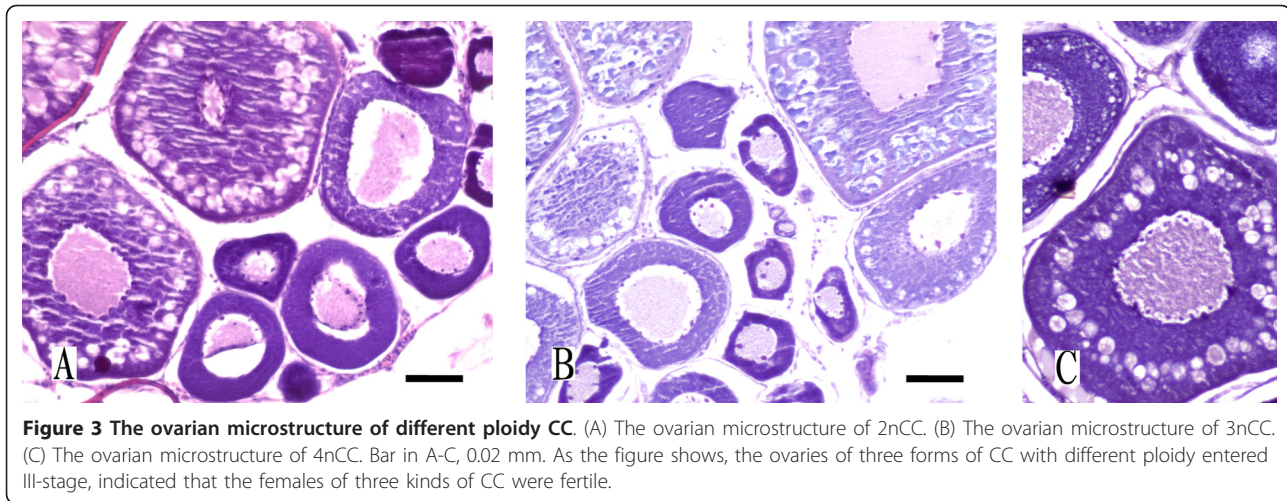 A
B
C
Figure 3 The ovarian microstructure of different ploidy CC. (A) The ovarian microstructure of 2nCC. (B) The ovarian microstructure of 3nCC.
(C) The ovarian microstructure of 4nCC. Bar in A-C, 0.02 mm. As the figure shows, the ovaries of three forms of CC with different ploidy entered
III-stage, indicated that the females of three kinds of CC were fertile.